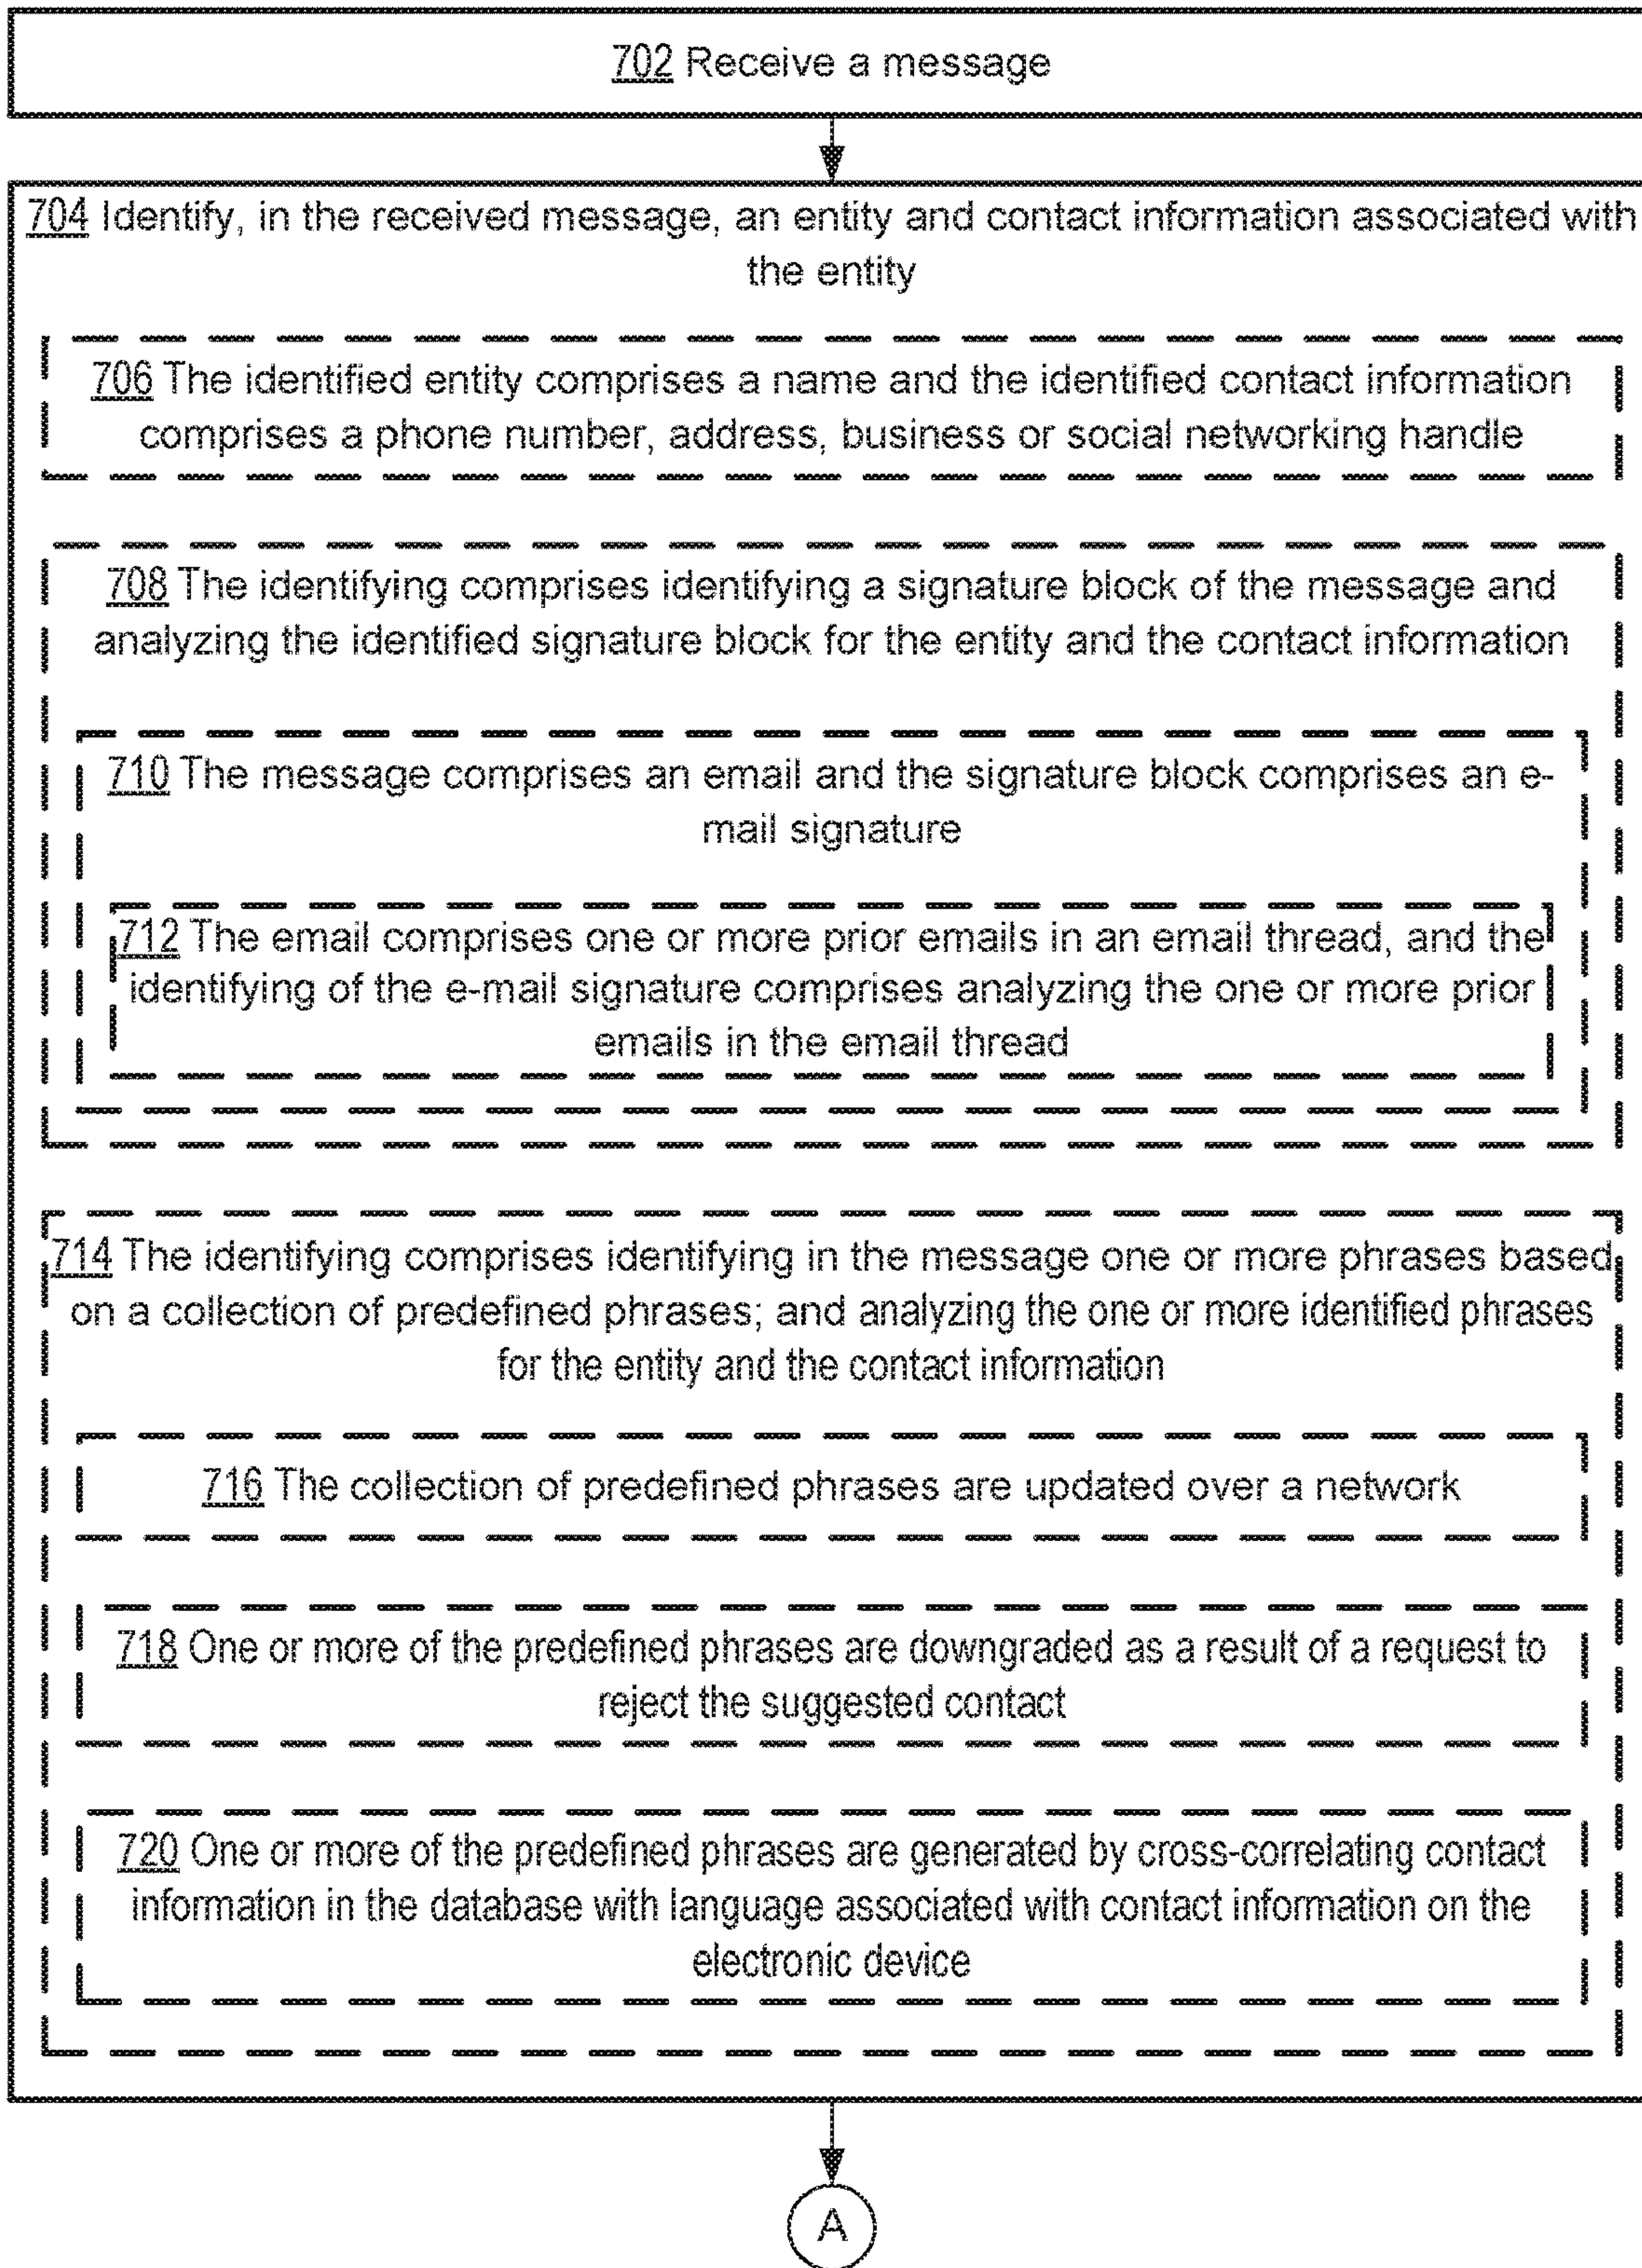 702 Receive a message
704 Identify, in the received message, an entity and contact information associated with
the entity
706 The identified entity comprises a name and the identified contact information
comprises a phone number, address, business or social networking handle
708 The identifying comprises identifying a signature block of the message and
analyzing the identified signature block for the entity and the contact information
710 The message comprises an email and the signature block comprises an e-
mail signature
712 The email comprises one or more prior emails in an email thread, and the
identifying of the e-mail signature comprises analyzing the one or more prior
emails in the email thread
714 The identifying comprises identifying in the message one or more phrases based
on a collection of predefined phrases; and analyzing the one or more identified phrases
for the entity and the contact information
716 The collection of predefined phrases are updated over a network
718 One or more of the predefined phrases are downgraded as a result of a request to
reject the suggested contact
720 One or more of the predefined phrases are generated by cross-correlating contact
information in the database with language associated with contact information on the
electronic device
A